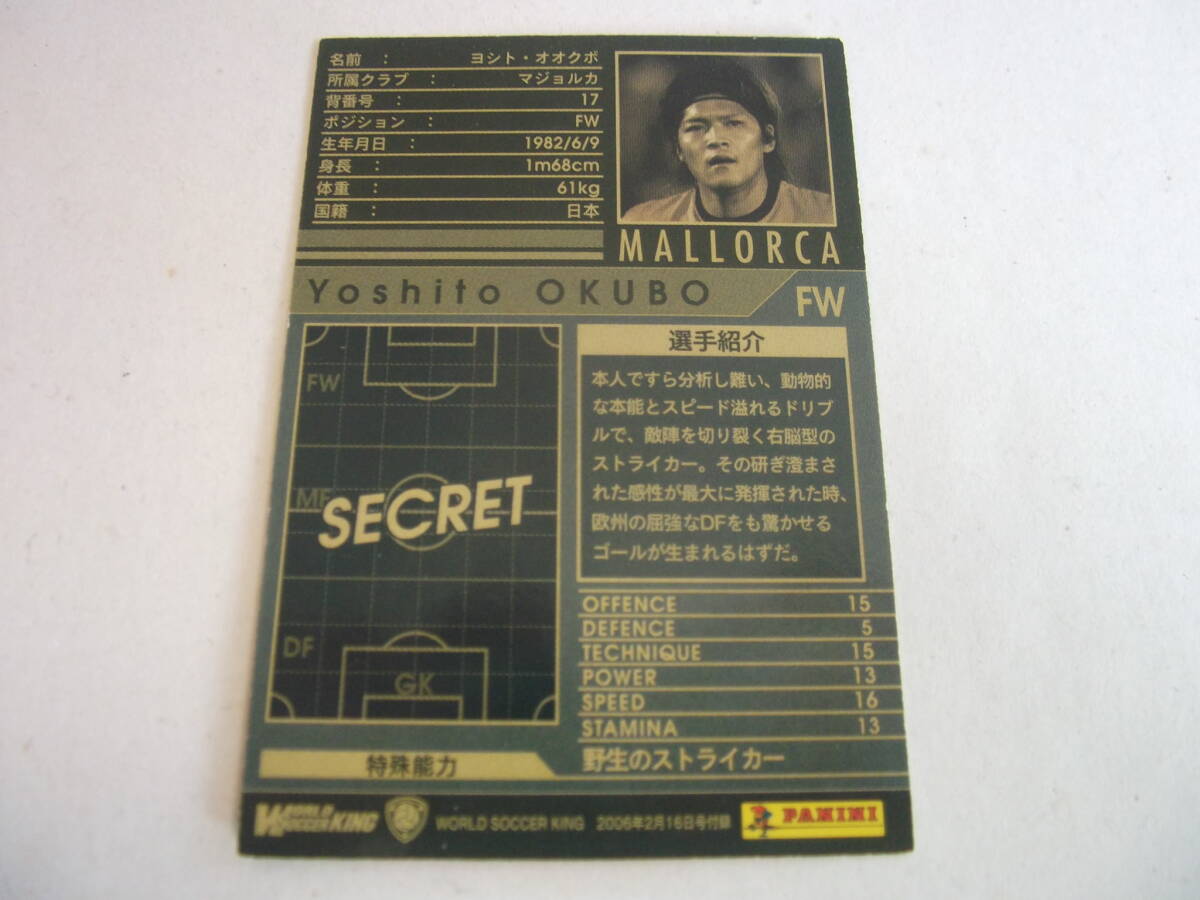 名前 : ヨシト・オオクボ
所属クラブ : マジョルカ
背番号 : 17
ポジション : FW
生年月日 : 1982/6/9
身長 : 1m68cm
体重 : 61kg
国籍 : 日本
MALLORCA
Yoshito OKUBO FW
FW
MF
SECRET
DF
GK
選手紹介
本人ですら分析し難い、動物的
な本能とスピード溢れるドリブ
ルで、敵陣を切り裂く右脳型の
ストライカー。その研ぎ澄まさ
れた感性が最大に発揮された時、
欧州の屈強なDFをも驚かせる
ゴールが生まれるはずだ。
OFFENCE 15
DEFENCE 5
TECHNIQUE 15
POWER 13
SPEED 16
STAMINA 13
特殊能力 野生のストライカー
WORLD SOCCER KING WORLD SOCCER KING 2006年2月16日号付録 PANINI